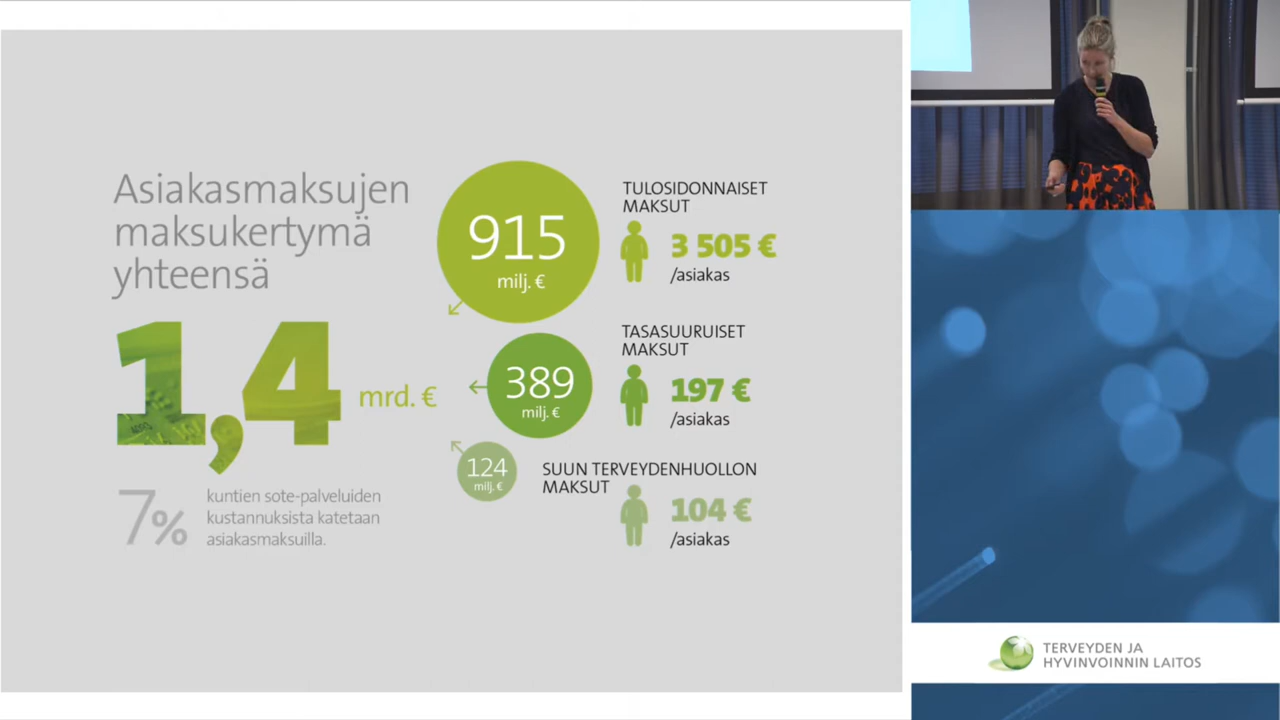 Asiakasmaksujen
maksukertymä
yhteensä
1,4 mrd. €
7%
kuntien sote-palveluiden
kustannuksista katetaan
asiakasmaksuilla.
915
milj. €
TULOSIDONNAISET
MAKSUT
3 505 €
/asiakas
389
milj. €
TASASUURUISET
MAKSUT
197 €
/asiakas
124
milj. €
SUUN TERVEYDENHUOLLON
MAKSUT
104 €
/asiakas
TERVEYDEN JA
HYVINVOINNIN LAITOS